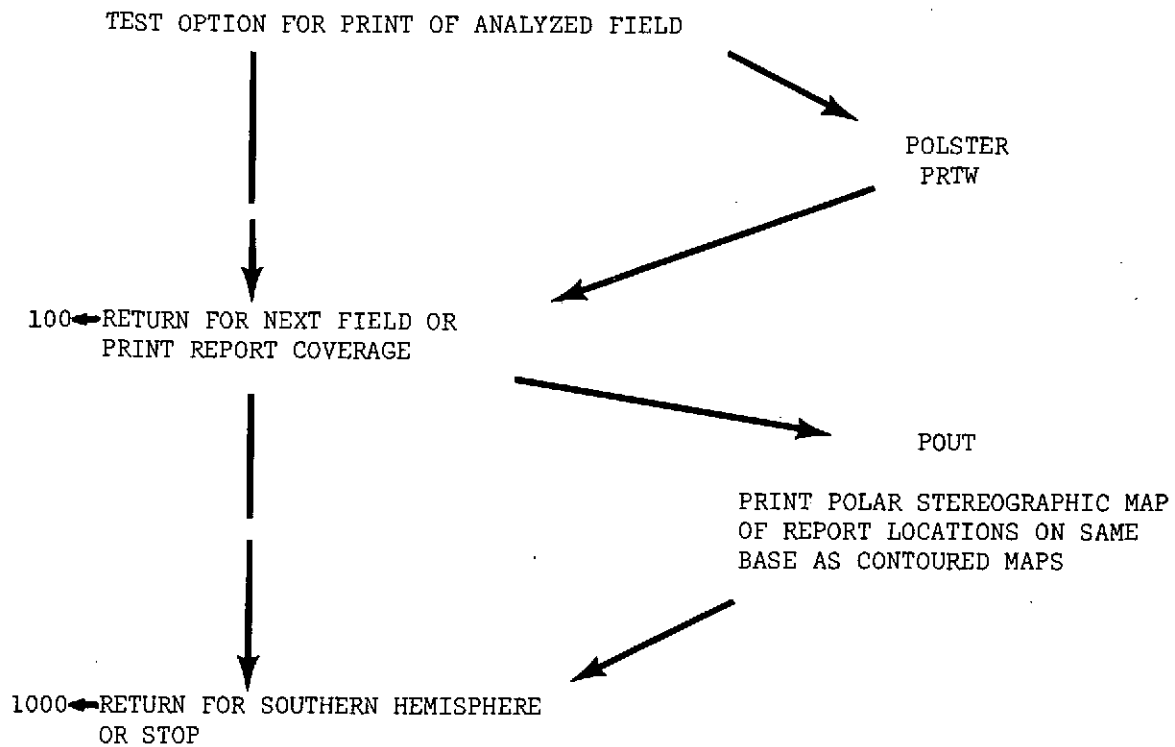 TEST OPTION FOR PRINT OF ANALYZED FIELD
POLSTER
PRTW
100 RETURN FOR NEXT FIELD OR
PRINT REPORT COVERAGE
POUT
PRINT POLAR STEREOGRAPHIC MAP
OF REPORT LOCATIONS ON SAME
BASE AS CONTOURED MAPS
1000 RETURN FOR SOUTHERN HEMISPHERE
OR STOP